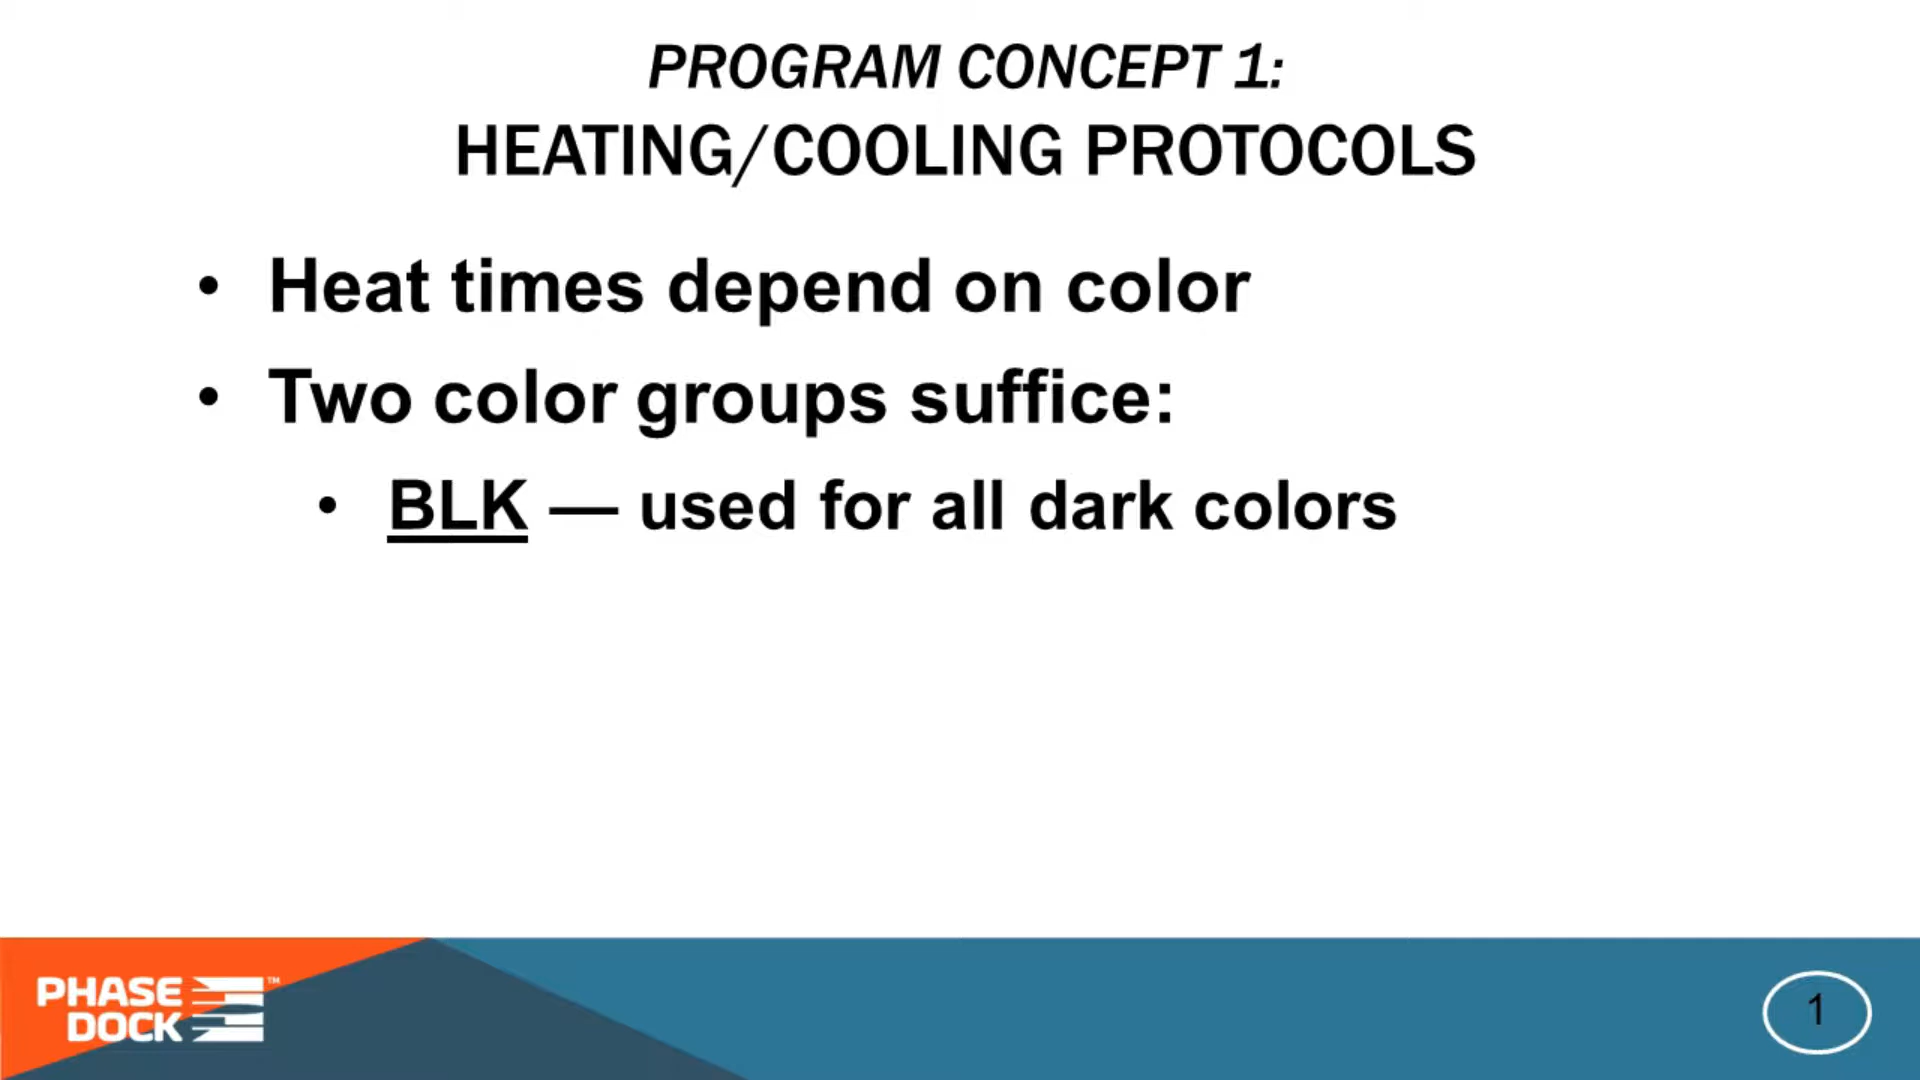 PROGRAM CONCEPT 1:
HEATING/COOLING PROTOCOLS
• Heat times depend on color
• Two color groups suffice:
• BLK — used for all dark colors
PHASE
DOCK
™
1